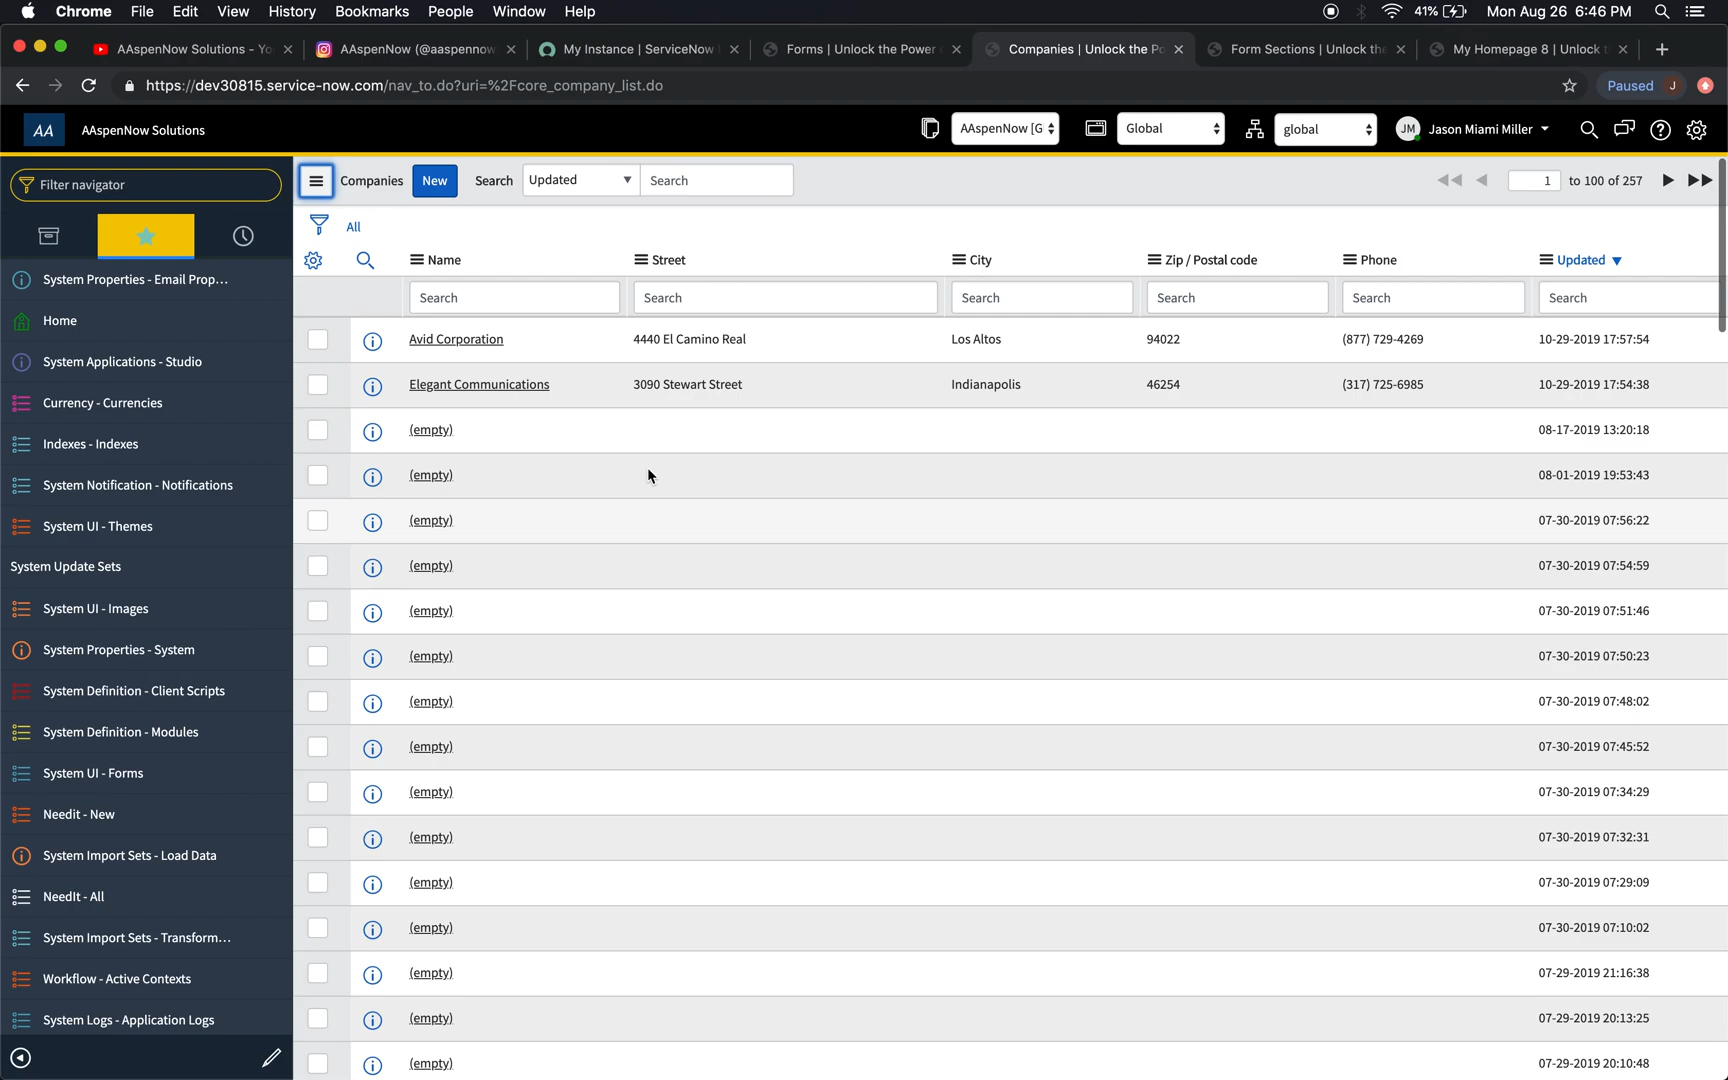 Chrome File Edit View History Bookmarks People Window Help 41% Mon Aug 26 6:46 PM
AAspenNow Solutions - Yo AAspenNow (@aaspennow My Instance | ServiceNow Forms | Unlock the Power Companies | Unlock the Po Form Sections | Unlock the My Homepage 8 | Unlock t
https://dev30815.service-now.com/nav_to.do?uri=%2Fcore_company_list.do Paused J
AA AAspenNow Solutions AAspenNow [G Global global JM Jason Miami Miller
Filter navigator
Companies New Search Updated Search 1 to 100 of 257
All
Name Street City Zip / Postal code Phone Updated
Search Search Search Search Search Search
System Properties - Email Prop...
Home
System Applications - Studio
Currency - Currencies
Indexes - Indexes
System Notification - Notifications
System UI - Themes
System Update Sets
System UI - Images
System Properties - System
System Definition - Client Scripts
System Definition - Modules
System UI - Forms
Needit - New
System Import Sets - Load Data
NeedIt - All
System Import Sets - Transform...
Workflow - Active Contexts
System Logs - Application Logs
Avid Corporation 4440 El Camino Real Los Altos 94022 (877) 729-4269 10-29-2019 17:57:54
Elegant Communications 3090 Stewart Street Indianapolis 46254 (317) 725-6985 10-29-2019 17:54:38
(empty) 08-17-2019 13:20:18
(empty) 08-01-2019 19:53:43
(empty) 07-30-2019 07:56:22
(empty) 07-30-2019 07:54:59
(empty) 07-30-2019 07:51:46
(empty) 07-30-2019 07:50:23
(empty) 07-30-2019 07:48:02
(empty) 07-30-2019 07:45:52
(empty) 07-30-2019 07:34:29
(empty) 07-30-2019 07:32:31
(empty) 07-30-2019 07:29:09
(empty) 07-30-2019 07:10:02
(empty) 07-29-2019 21:16:38
(empty) 07-29-2019 20:13:25
(empty) 07-29-2019 20:10:48